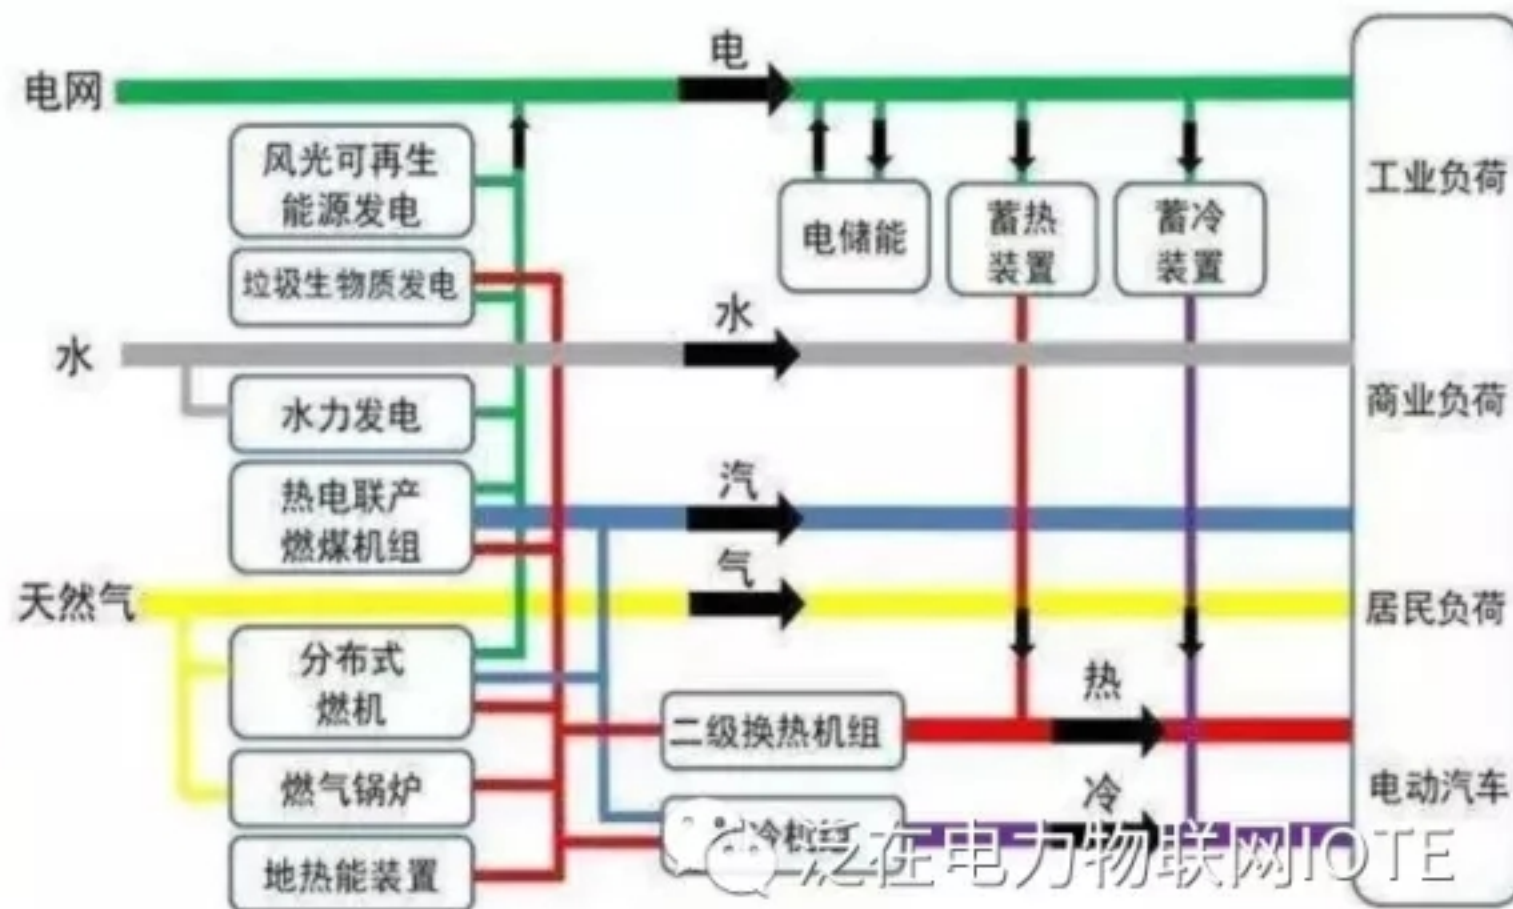 电
电网
风光可再生
能源发电
工业负荷
电储能
蓄热
装置
蓄冷
装置
垃圾生物质发电
水
水
水力发电
商业负荷
汽
热电联产
燃煤机组
气
天然气
居民负荷
分布式
燃机
热
二级换热机组
燃气锅炉
冷
电动汽车
冷机组
泛在电力物联网IOTE
地热能装置